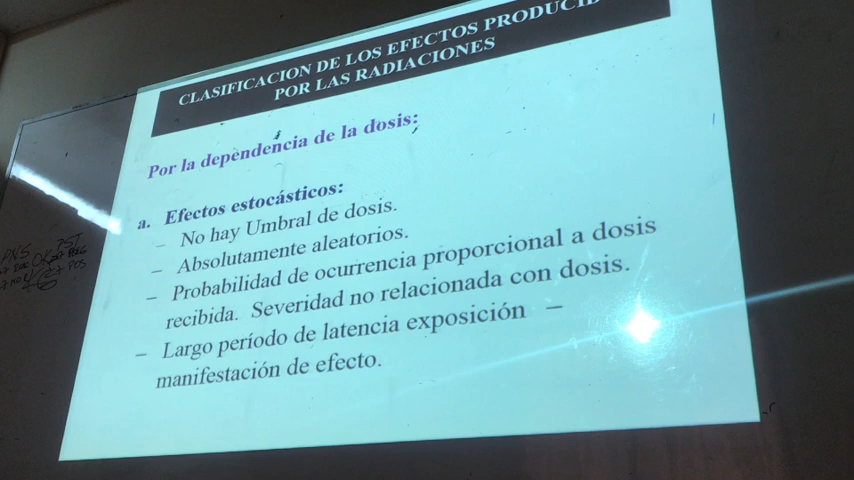 CLASIFICACION DE LOS EFECTOS
POR LAS RADIACIONES
Por la dependencia de la dosis:
a. Efectos estocásticos:
– No hay Umbral de dosis.
– Absolutamente aleatorios.
– Probabilidad de ocurrencia proporcional a dosis
recibida. Severidad no relacionada con dosis.
– Largo período de latencia exposición –
manifestación de efecto.